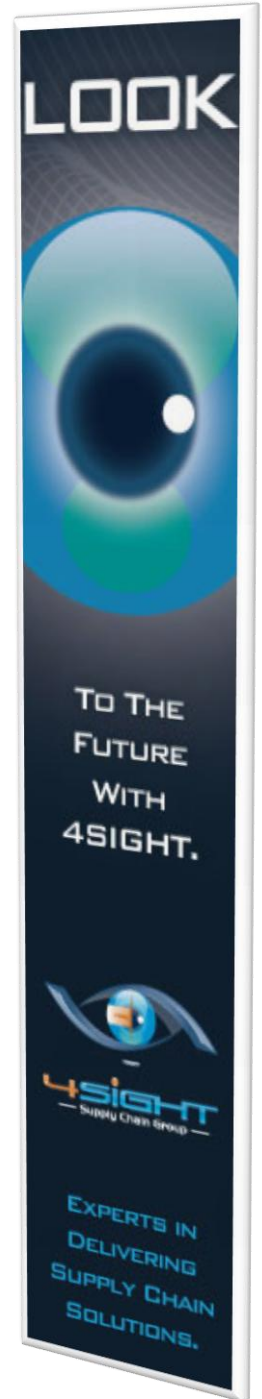 LOOK
TO THE
FUTURE
WITH
4SIGHT.
4SIGHT
Supply Chain Group
EXPERTS IN
DELIVERING
SUPPLY CHAIN
SOLUTIONS.